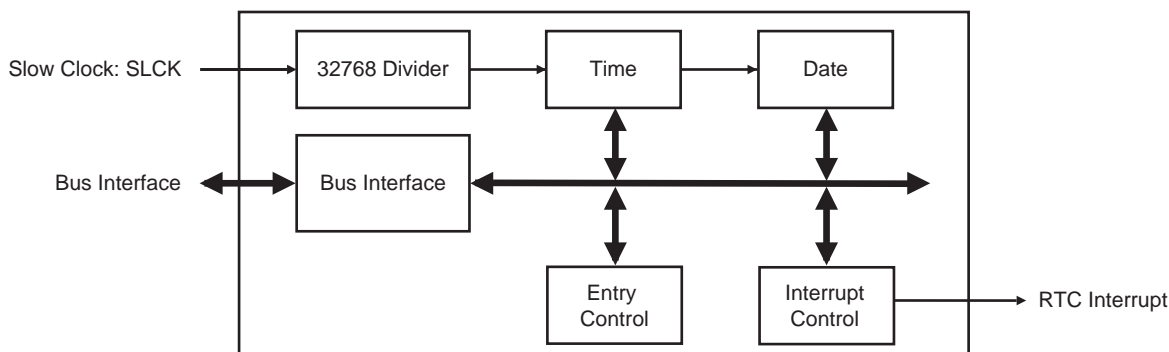 Slow Clock: SLCK
32768 Divider
Time
Date
Bus Interface
Bus Interface
Entry
Control
Interrupt
Control
RTC Interrupt